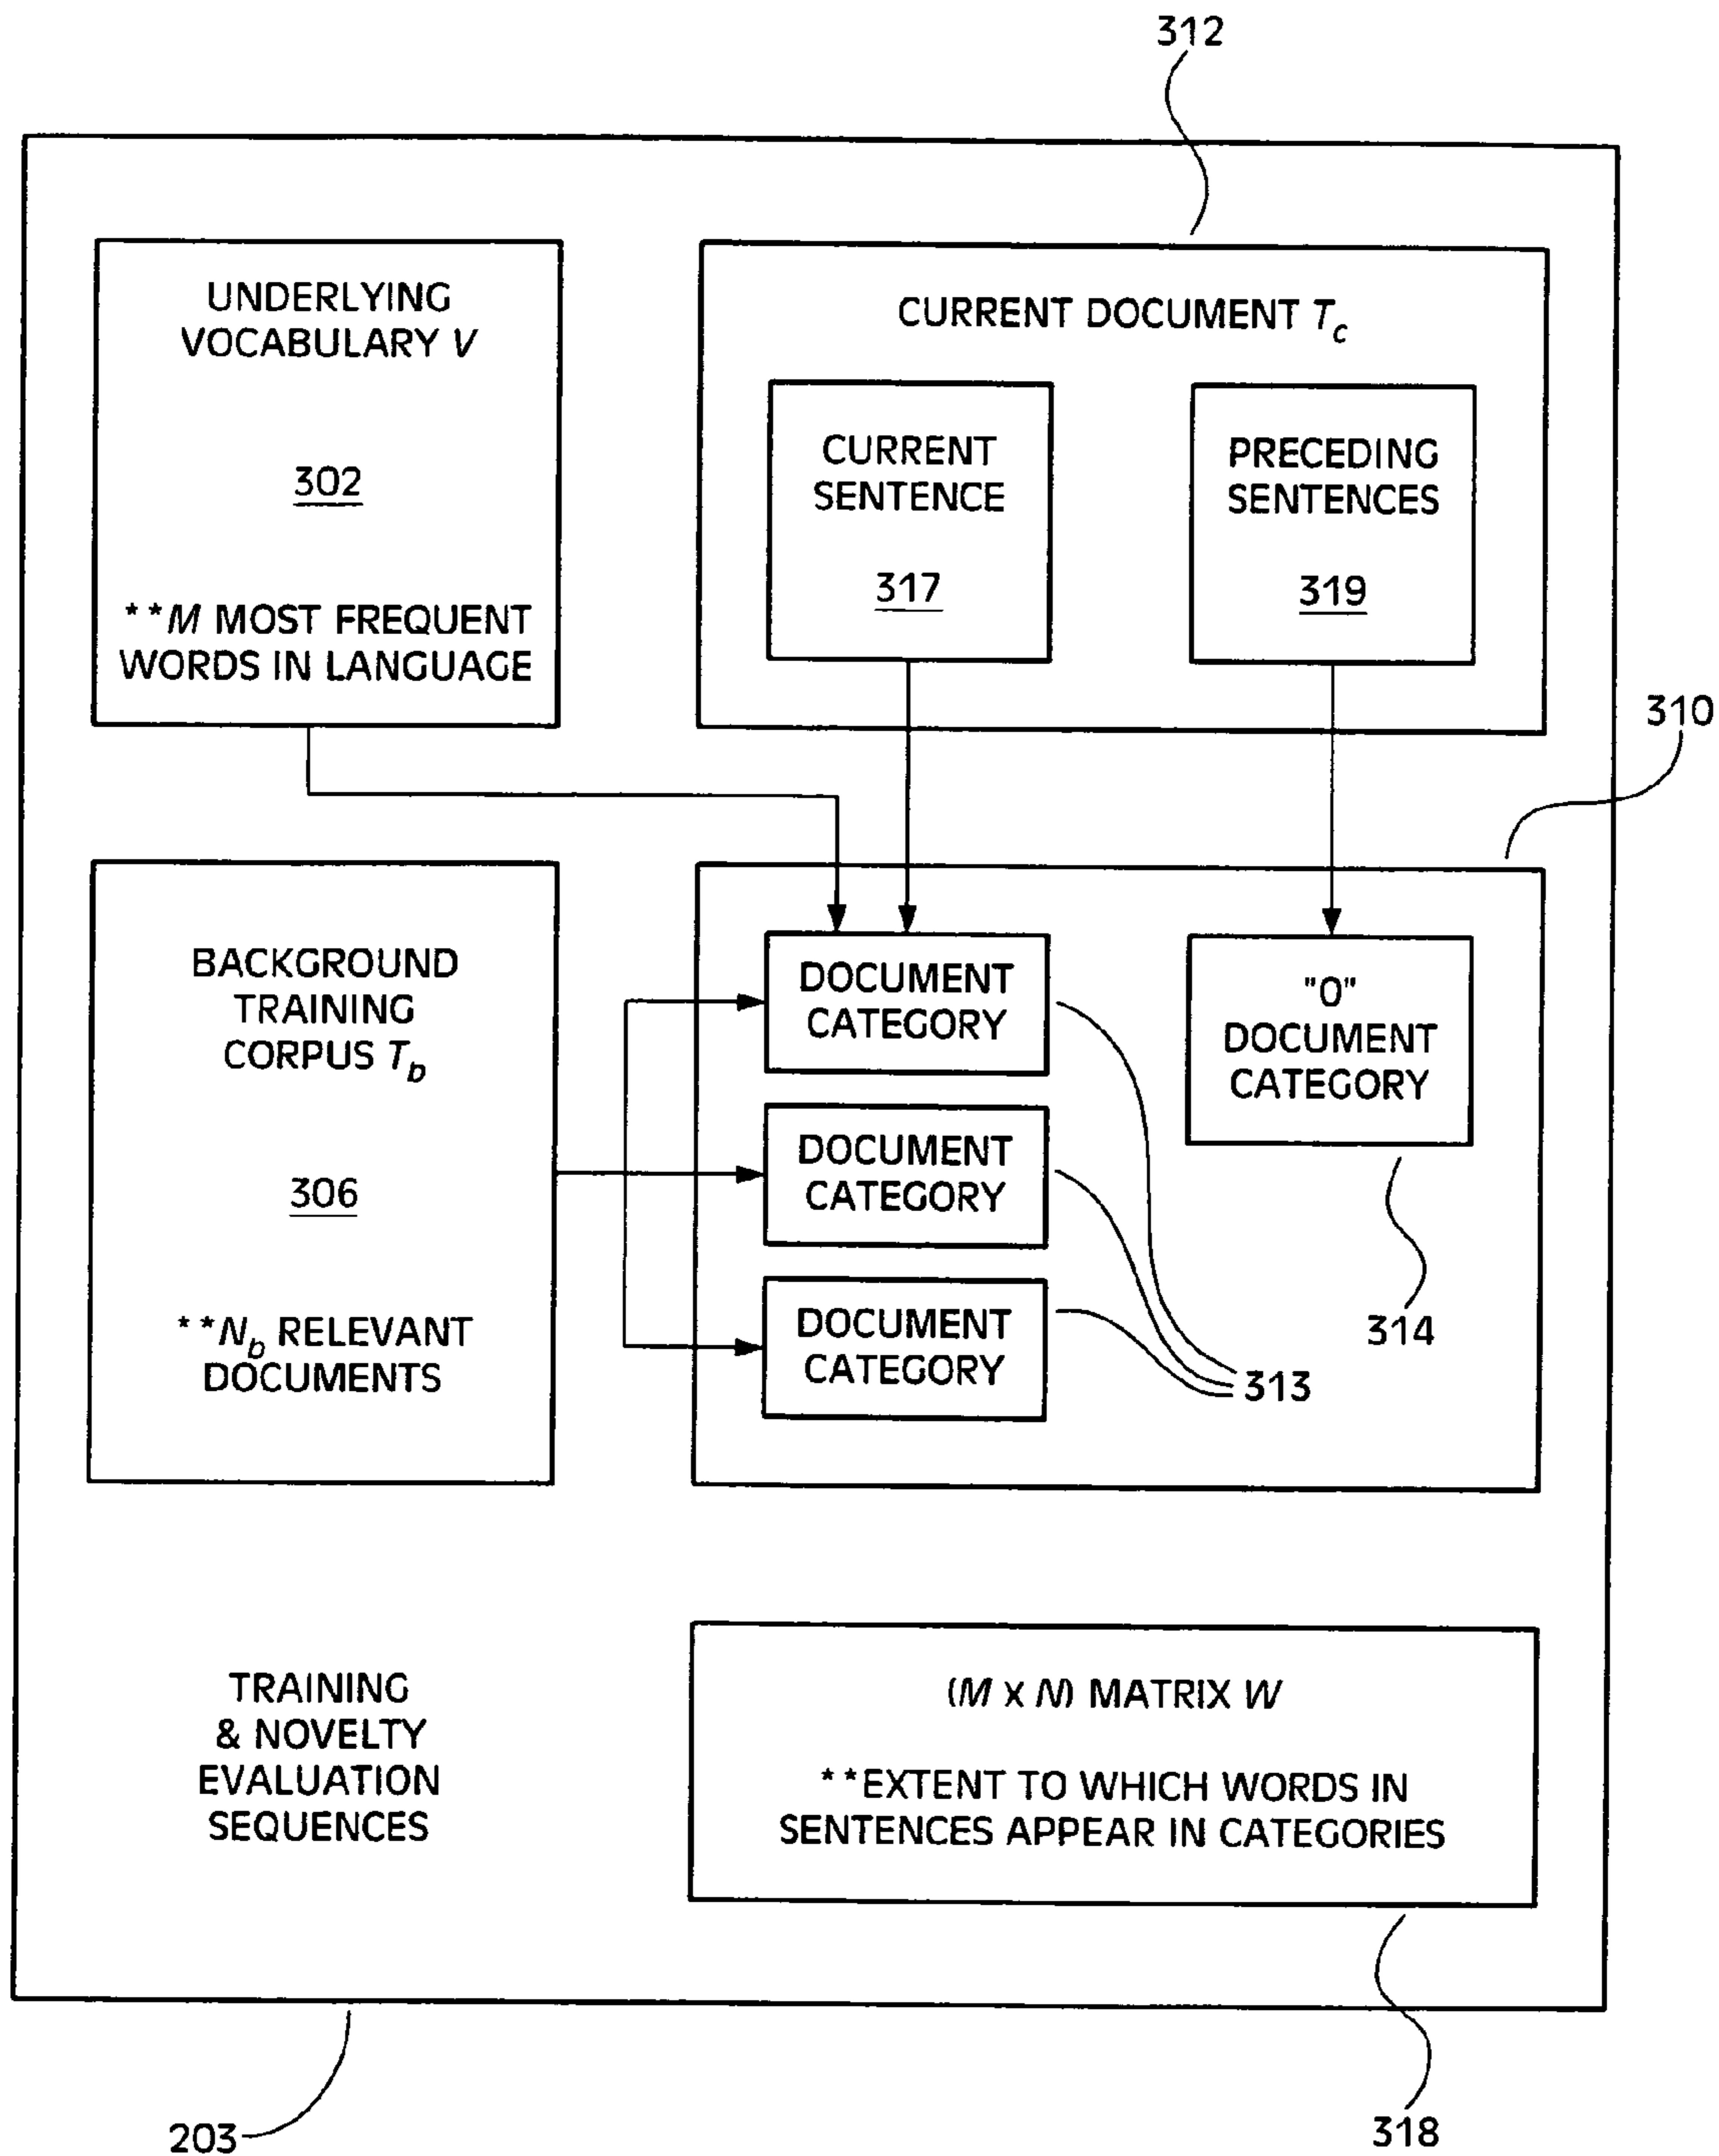 312
UNDERLYING
VOCABULARY V
302
**M MOST FREQUENT
WORDS IN LANGUAGE
CURRENT DOCUMENT Tc
CURRENT
SENTENCE
317
PRECEDING
SENTENCES
319
310
BACKGROUND
TRAINING
CORPUS Tb
306
**Nb RELEVANT
DOCUMENTS
DOCUMENT
CATEGORY
DOCUMENT
CATEGORY
DOCUMENT
CATEGORY
"0"
DOCUMENT
CATEGORY
314
313
TRAINING
& NOVELTY
EVALUATION
SEQUENCES
(M X N) MATRIX W
**EXTENT TO WHICH WORDS IN
SENTENCES APPEAR IN CATEGORIES
203
318